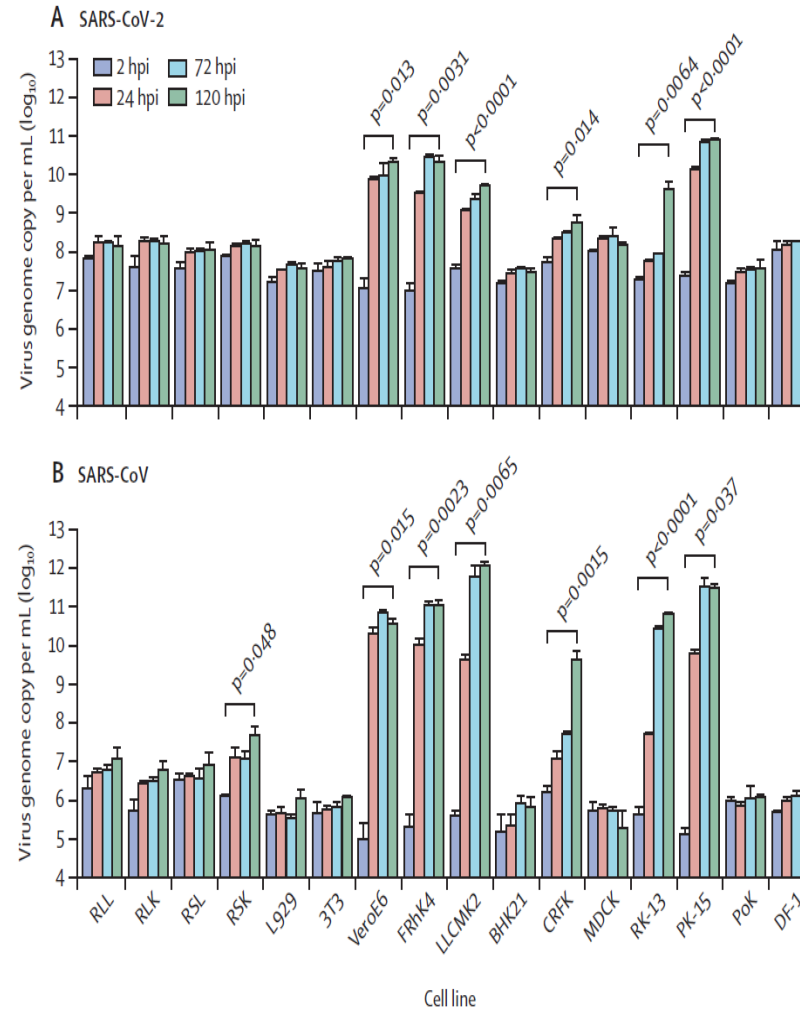 A SARS-CoV-2
Virus genome copy per mL (log₁₀)
13
12
11
10
9
8
7
6
5
4
2 hpi
72 hpi
24 hpi
120 hpi
p=0·013
p=0·0031
p<0·0001
p=0·014
p=0·0064
p<0·0001
B SARS-CoV
Virus genome copy per mL (log₁₀)
13
12
11
10
9
8
7
6
5
4
p=0·048
p=0·015
p=0·0023
p=0·0065
p=0·0015
p<0·0001
p=0·037
RLL
RLK
RSL
RSK
L929
3T3
VeroE6
FRhK4
LLCMK2
BHK21
CRFK
MDCK
RK-13
PK-15
PoK
DF-1
Cell line